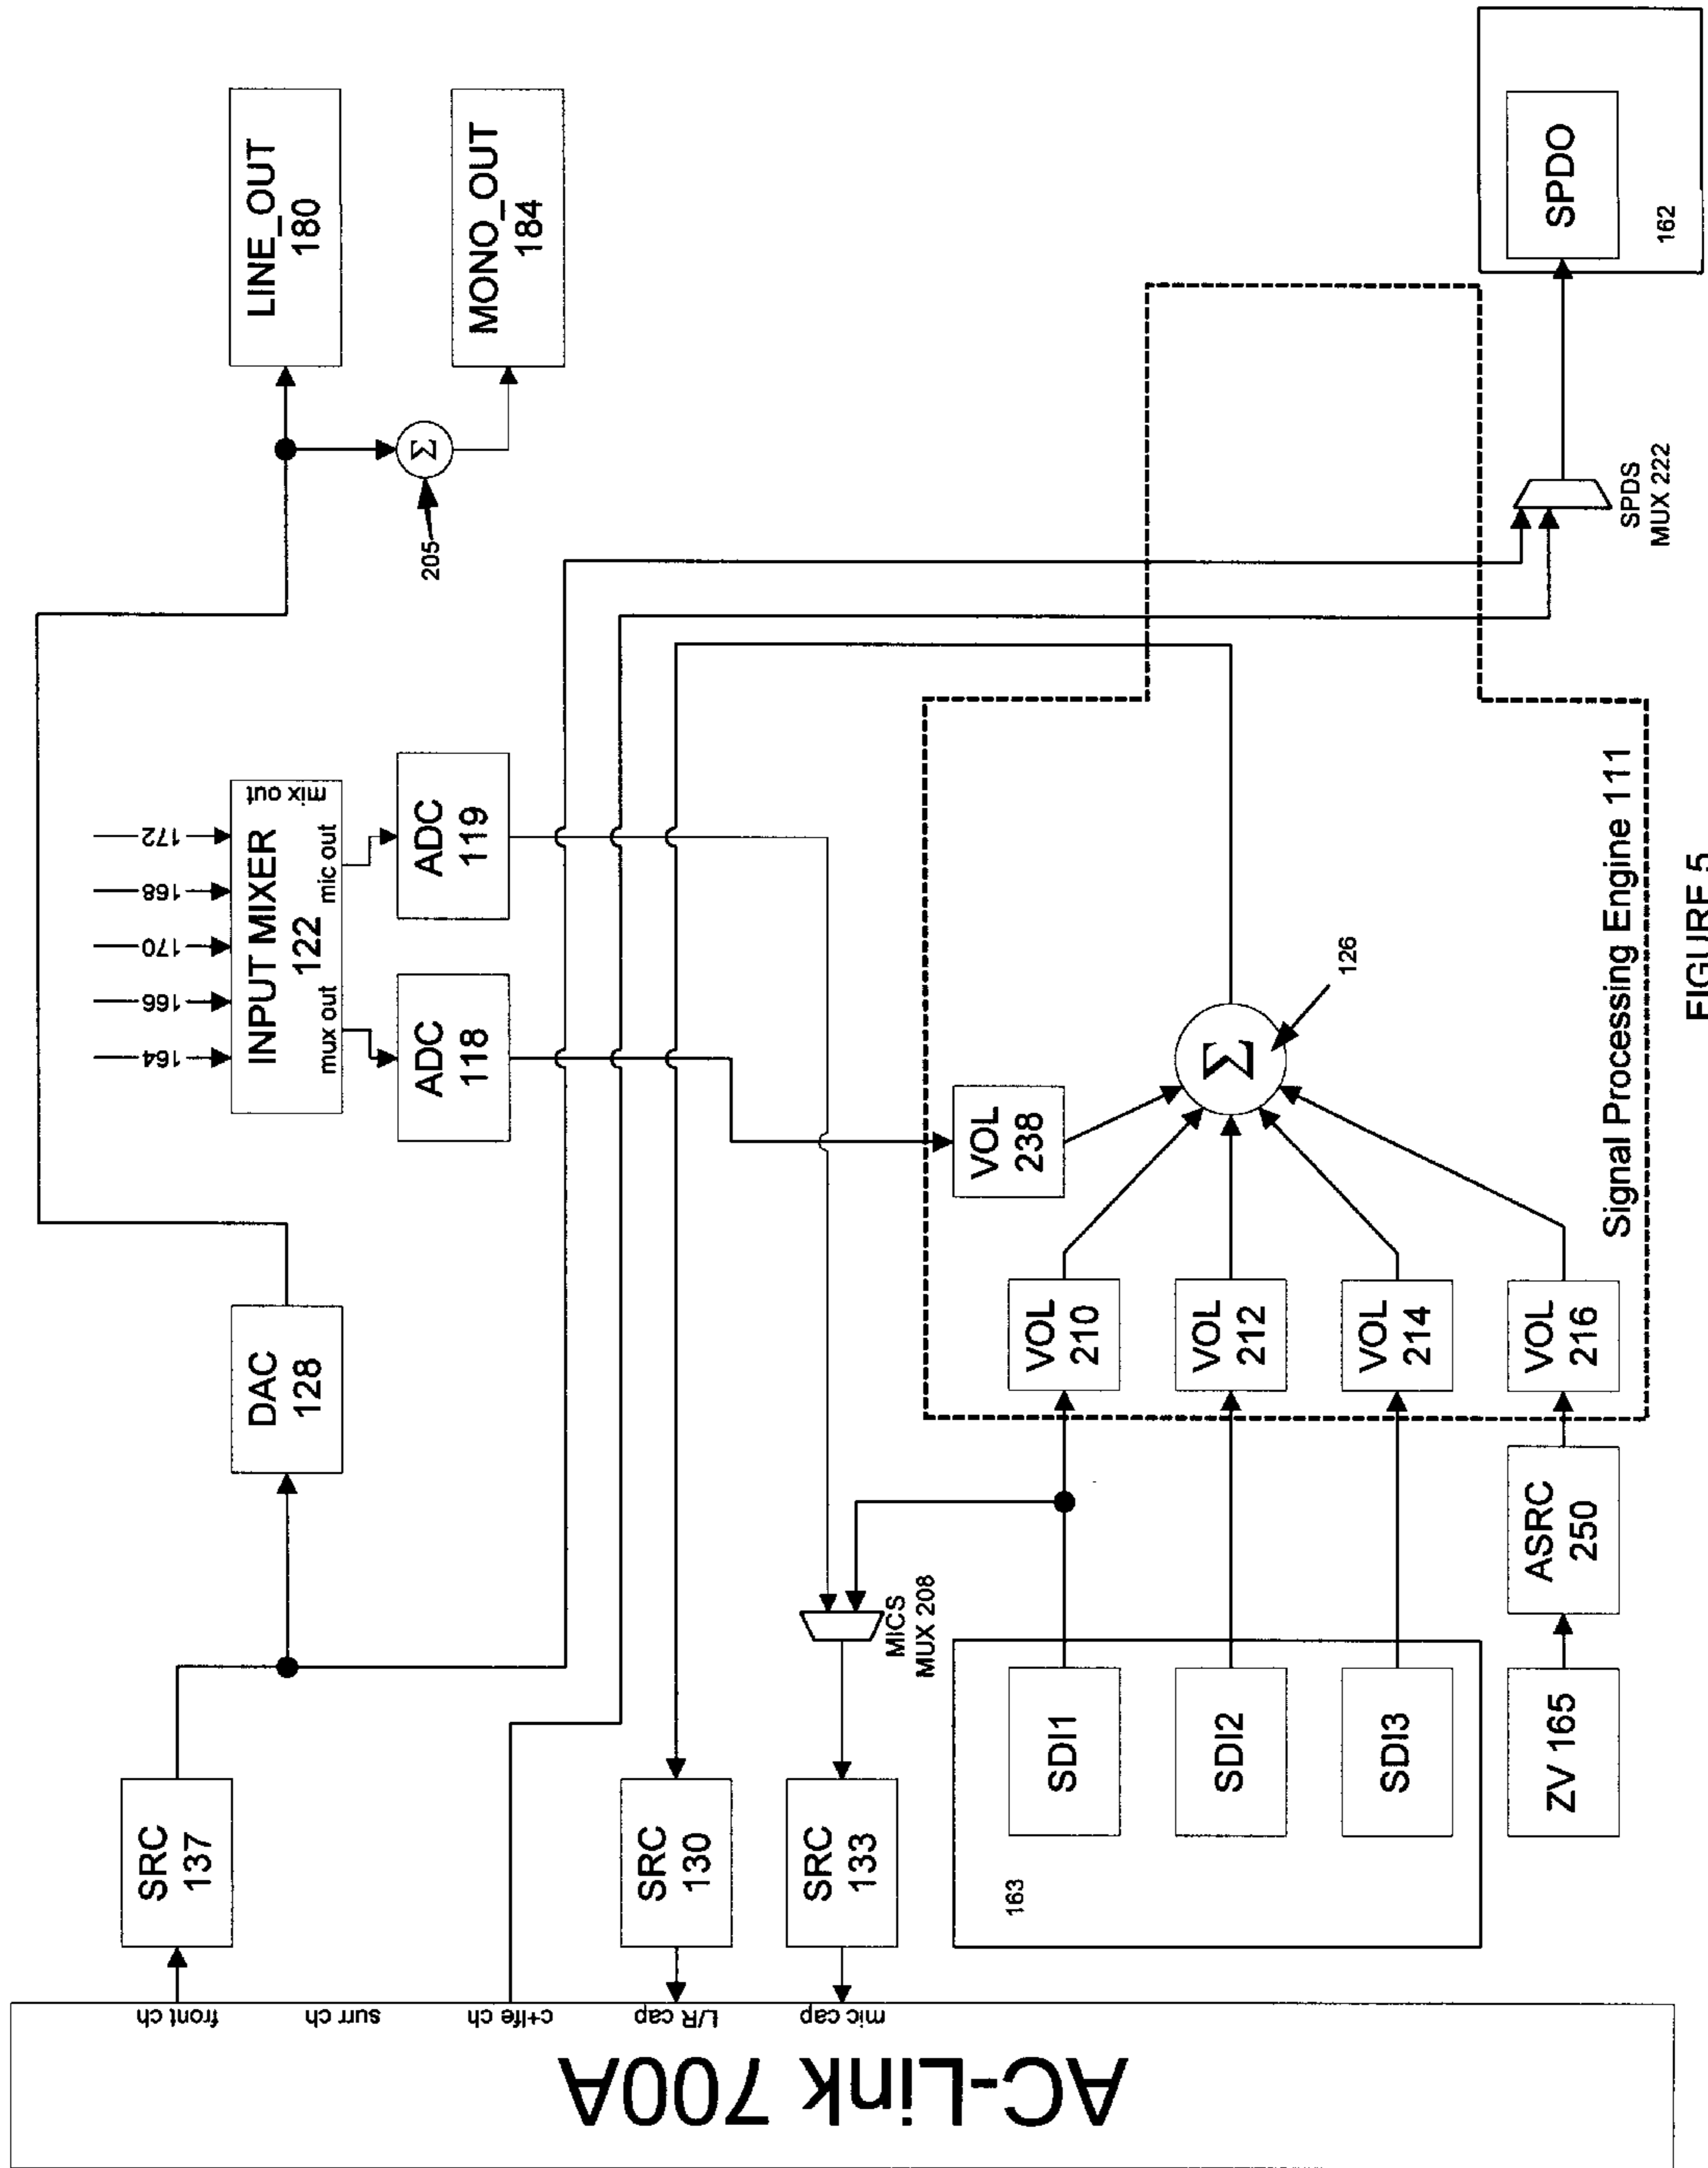 AC-Link 700A
front ch
surr ch
c+lfe ch
L/R cap
mic cap
SRC
137
SRC
130
SRC
133
DAC
128
164
166
170
168
172
INPUT MIXER
122
mux out
mic out
mix out
ADC
118
ADC
119
LINE_OUT
180
MONO_OUT
184
Σ
205
MICS
MUX 208
163
SDI1
SDI2
SDI3
ZV 165
ASRC
250
VOL
238
VOL
210
VOL
212
VOL
214
VOL
216
Σ
126
Signal Processing Engine 111
SPDS
MUX 222
SPDO
162
FIGURE 5